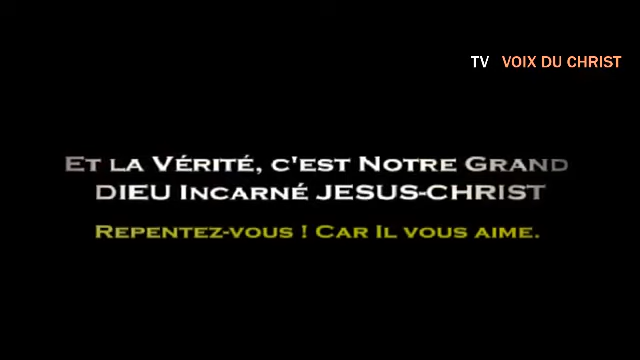 TV VOIX DU CHRIST
Et la Vérité, c'est Notre Grand
DIEU Incarné JESUS-CHRIST
Repentez-vous ! Car Il vous aime.